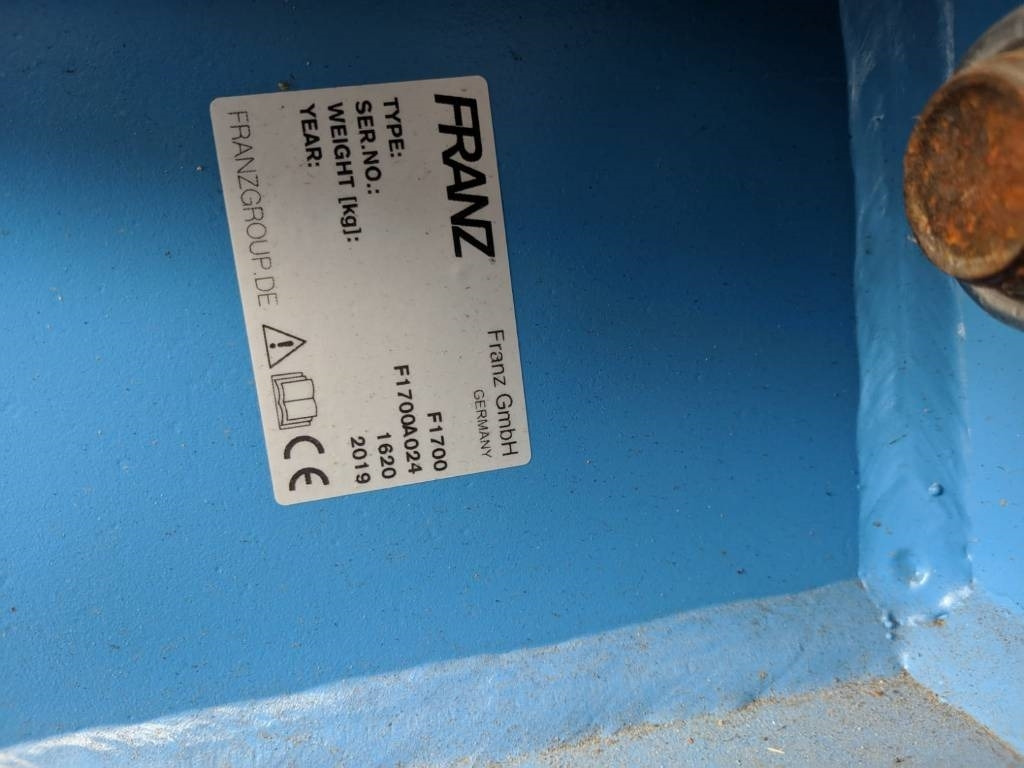 FRANZ
Franz GmbH
GERMANY
TYPE: F1700
SER.NO.: F1700A024
WEIGHT [kg]: 1620
YEAR: 2019
FRANZGROUP.DE CE